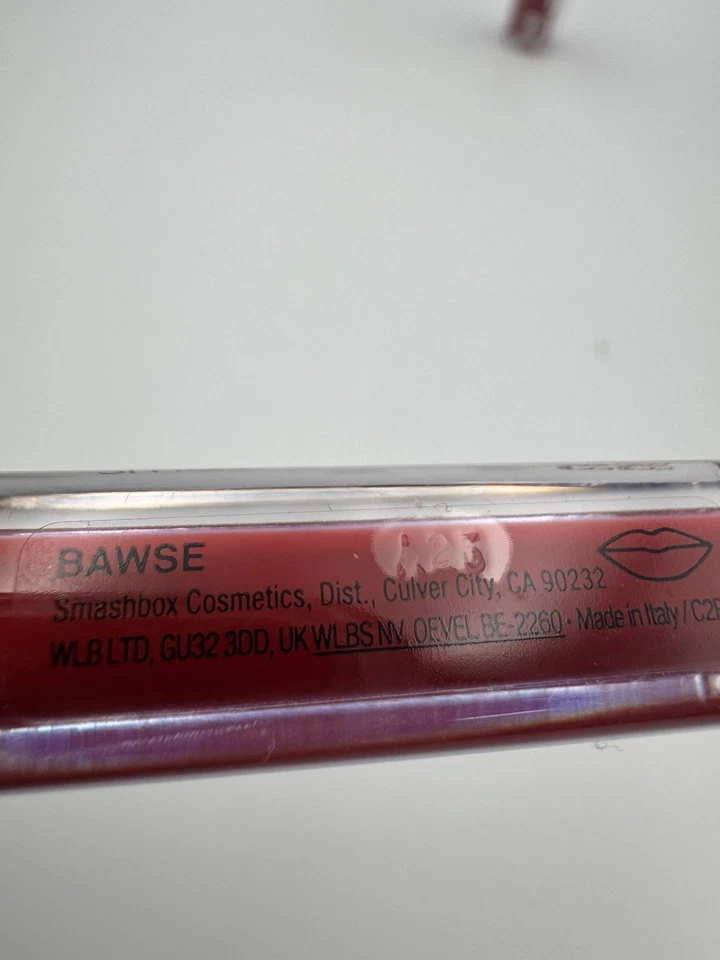 BAWSE
Smashbox Cosmetics, Dist., Culver City, CA 90232
WLB LTD, GU32 3DD, UK WLBS NV, OEVEL BE-2260 · Made in Italy /